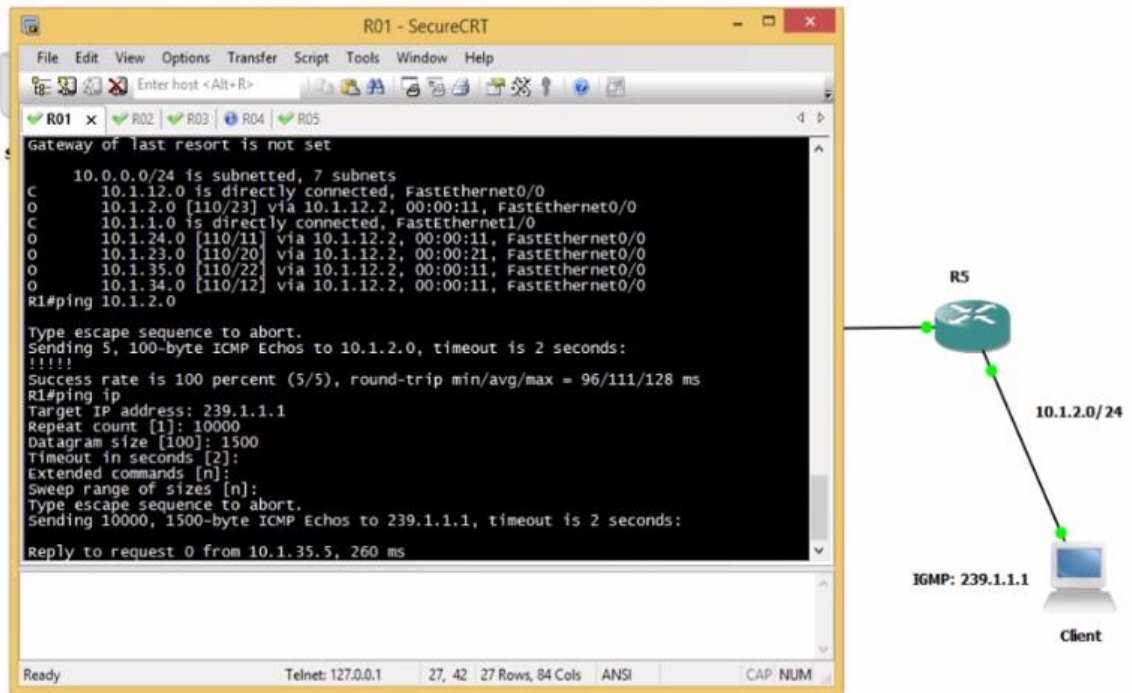 R01 - SecureCRT
File Edit View Options Transfer Script Tools Window Help
Enter host <Alt+R>
R01 x R02 R03 R04 R05
Gateway of last resort is not set
10.0.0.0/24 is subnetted, 7 subnets
C 10.1.12.0 is directly connected, FastEthernet0/0
O 10.1.2.0 [110/23] via 10.1.12.2, 00:00:11, FastEthernet0/0
C 10.1.1.0 is directly connected, FastEthernet1/0
O 10.1.24.0 [110/11] via 10.1.12.2, 00:00:11, FastEthernet0/0
O 10.1.23.0 [110/20] via 10.1.12.2, 00:00:21, FastEthernet0/0
O 10.1.35.0 [110/22] via 10.1.12.2, 00:00:11, FastEthernet0/0
O 10.1.34.0 [110/12] via 10.1.12.2, 00:00:11, FastEthernet0/0
R1#ping 10.1.2.0
Type escape sequence to abort.
Sending 5, 100-byte ICMP Echos to 10.1.2.0, timeout is 2 seconds:
!!!!!
Success rate is 100 percent (5/5), round-trip min/avg/max = 96/111/128 ms
R1#ping ip
Target IP address: 239.1.1.1
Repeat count [1]: 10000
Datagram size [100]: 1500
Timeout in seconds [2]:
Extended commands [n]:
Sweep range of sizes [n]:
Type escape sequence to abort.
Sending 10000, 1500-byte ICMP Echos to 239.1.1.1, timeout is 2 seconds:
Reply to request 0 from 10.1.35.5, 260 ms
Ready Telnet: 127.0.0.1 27, 42 27 Rows, 84 Cols ANSI CAP NUM
R5
10.1.2.0/24
IGMP: 239.1.1.1
Client